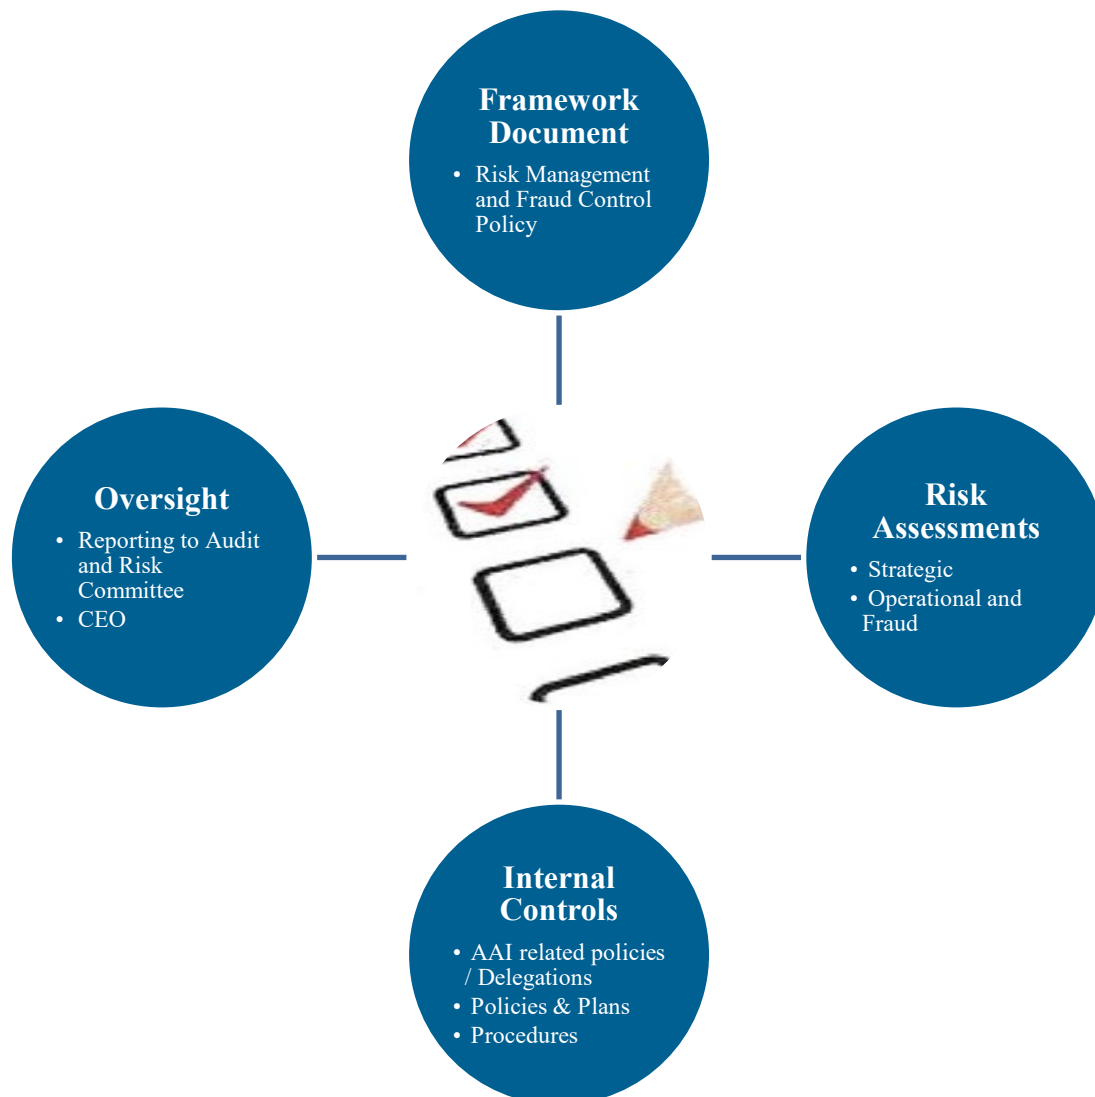 Framework
Document
• Risk Management
and Fraud Control
Policy
Oversight
• Reporting to Audit
and Risk
Committee
• CEO
Risk
Assessments
• Strategic
• Operational and
Fraud
Internal
Controls
• AAI related policies
/ Delegations
• Policies & Plans
• Procedures